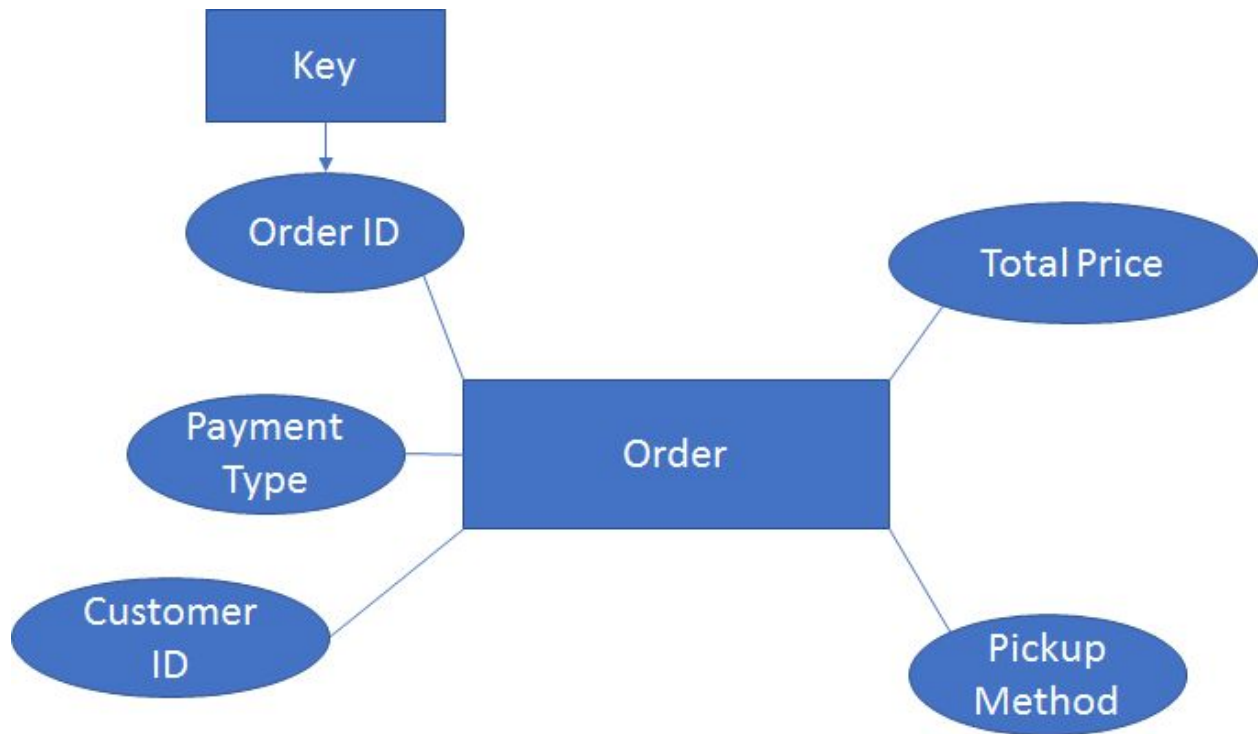 Key
Order ID
Total Price
Payment
Type
Order
Customer
ID
Pickup
Method